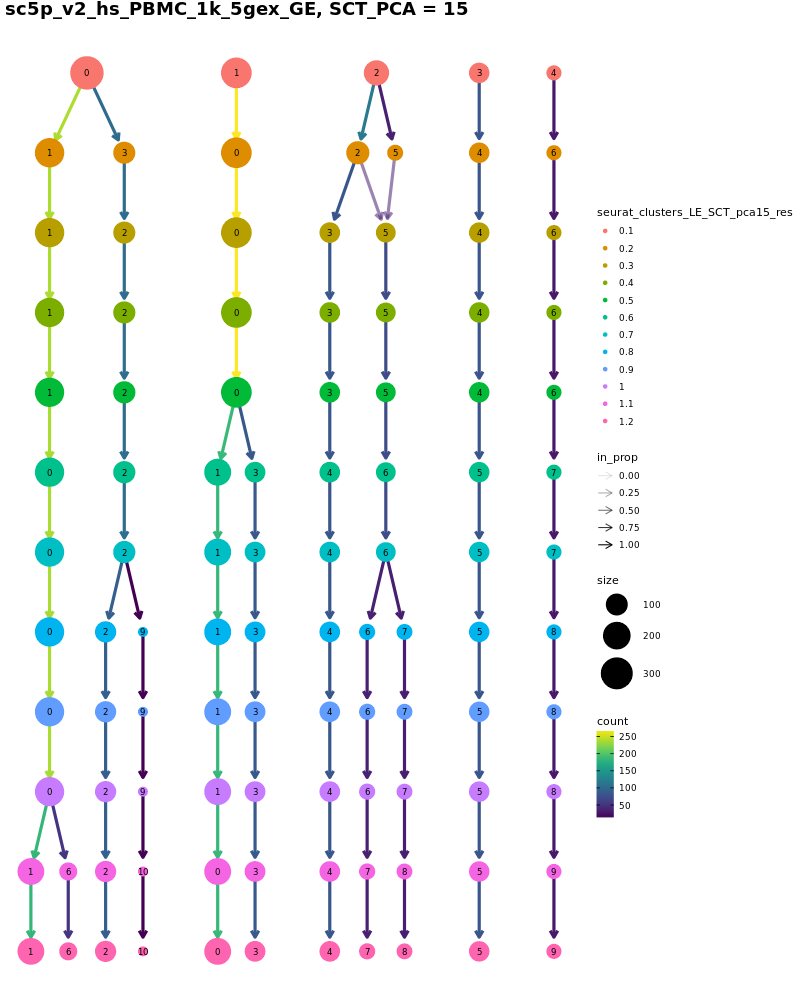 sc5p_v2_hs_PBMC_1k_5gex_GE, SCT_PCA = 15
0 1 2 3 4
1 3 0 2 5 4 6
1 2 0 3 5 4 6
1 2 0 3 5 4 6
1 2 0 3 5 4 6
0 2 1 3 4 6 5 7
0 2 1 3 4 6 5 7
0 2 9 1 3 4 6 7 5 8
0 2 9 1 3 4 6 7 5 8
0 2 9 1 3 4 6 7 5 8
1 6 2 10 0 3 4 7 8 5 9
1 6 2 10 0 3 4 7 8 5 9
seurat_clusters_LE_SCT_pca15_res
0.1
0.2
0.3
0.4
0.5
0.6
0.7
0.8
0.9
1
1.1
1.2
in_prop
0.00
0.25
0.50
0.75
1.00
size
100
200
300
count
250
200
150
100
50